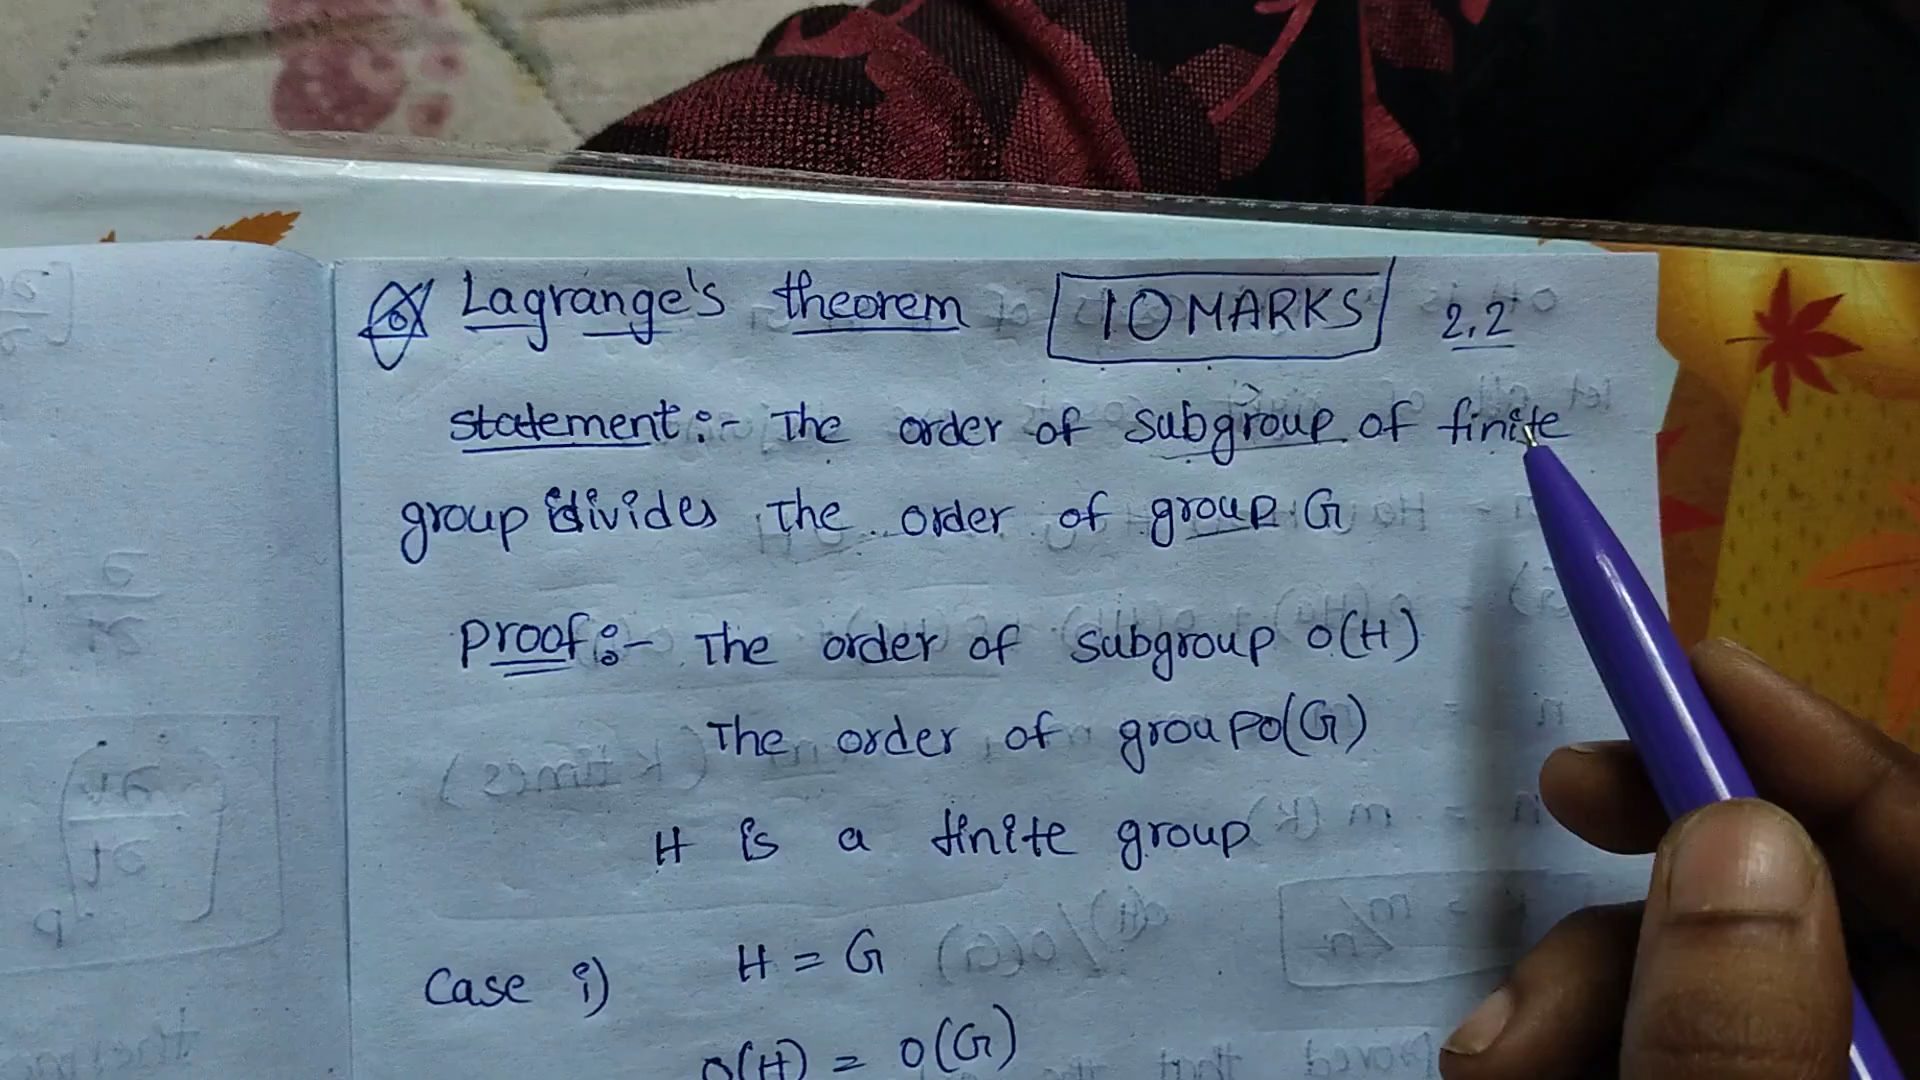 Lagrange's theorem 10 MARKS 2.2
statement :- The order of subgroup of finite
group divides the order of group G
Proof :- The order of subgroup o(H)
The order of group o(G)
H is a finite group
Case i) H = G
o(H) = o(G)